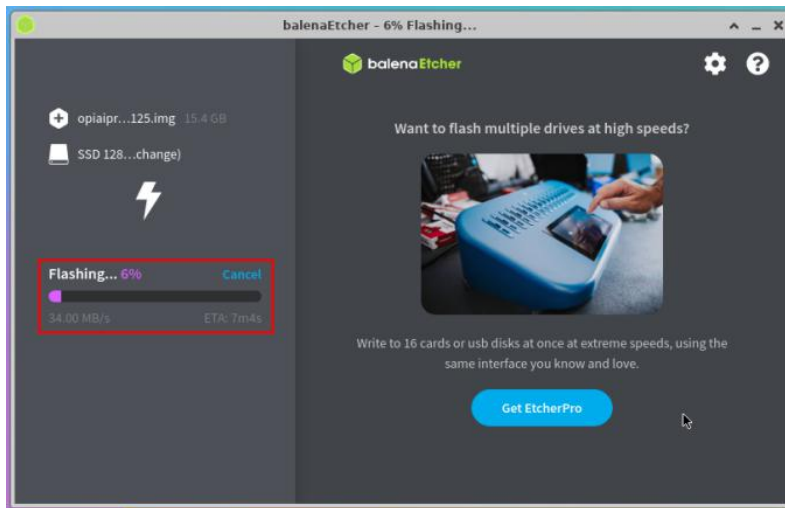 balenaEtcher - 6% Flashing...
balenaEtcher
opiaipr...125.img 15.4 GB
SSD 128...change)
Flashing... 6% Cancel
34.00 MB/s ETA: 7m4s
Want to flash multiple drives at high speeds?
Write to 16 cards or usb disks at once at extreme speeds, using the
same interface you know and love.
Get EtcherPro